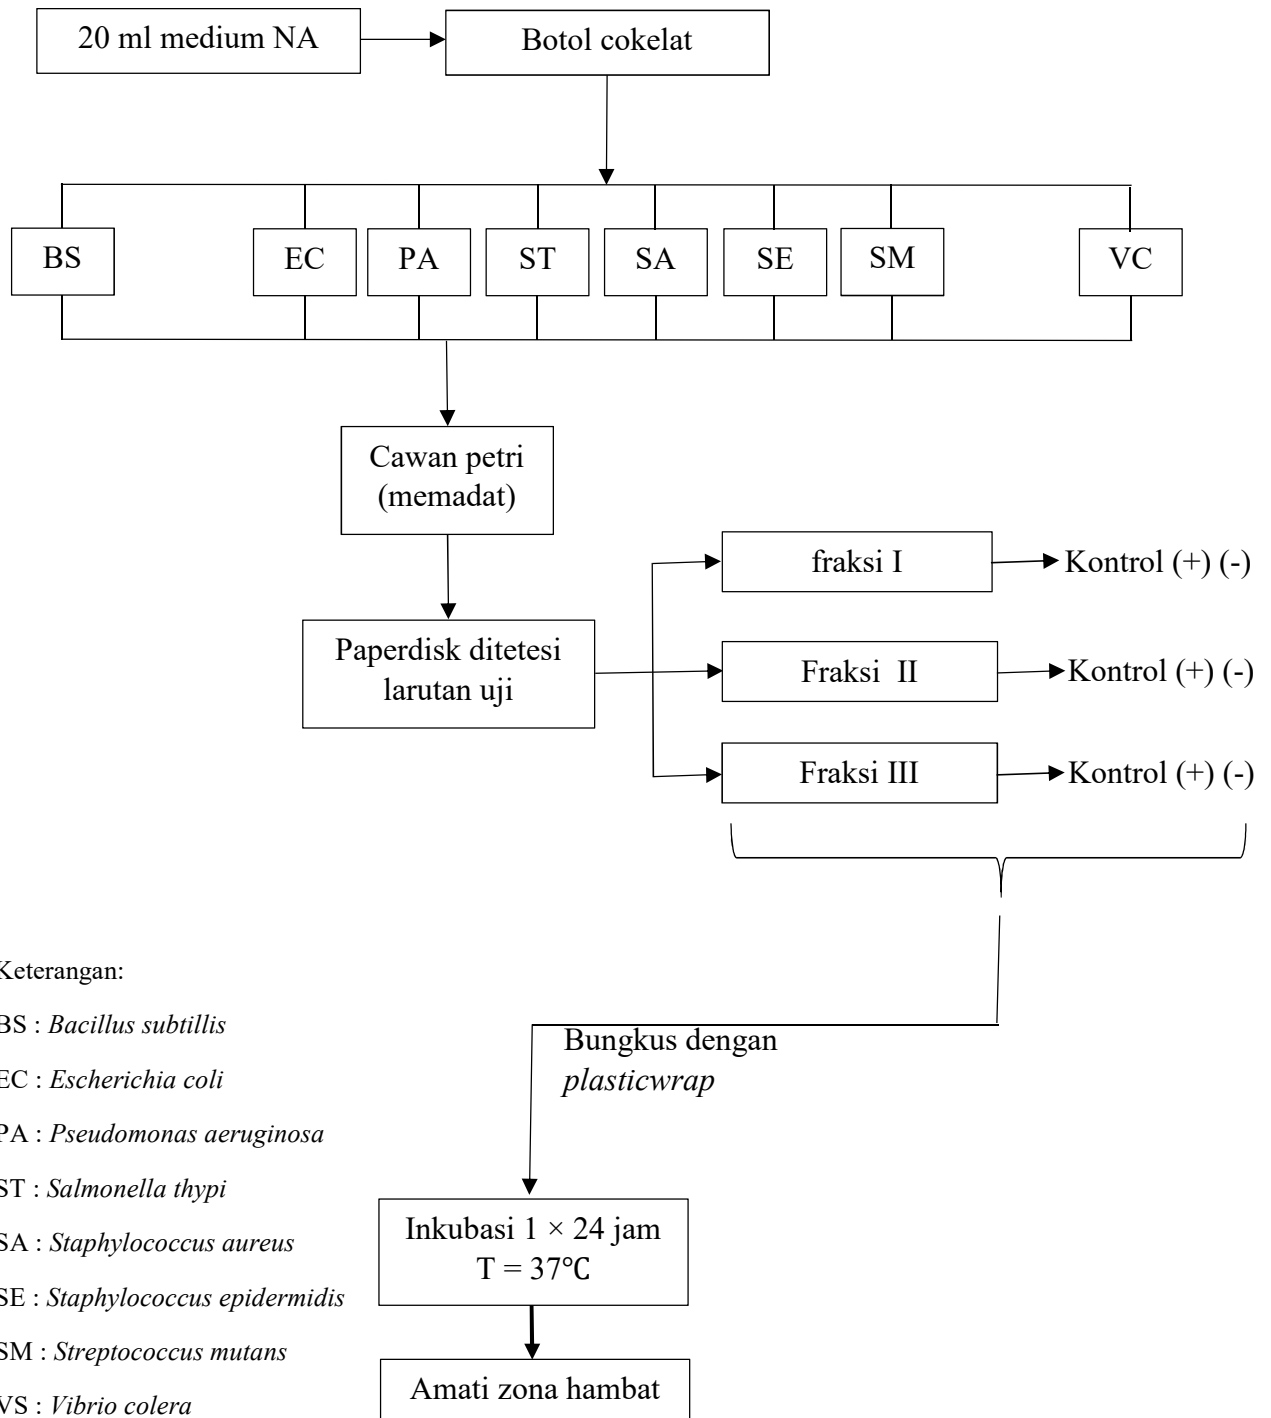 20 ml medium NA
Botol cokelat
BS
EC
PA
ST
SA
SE
SM
VC
Cawan petri
(memadat)
Paperdisk ditetesi
larutan uji
fraksi I
Kontrol (+) (-)
Fraksi II
Kontrol (+) (-)
Fraksi III
Kontrol (+) (-)
Bungkus dengan
plasticwrap
Inkubasi 1 × 24 jam
T = 37℃
Amati zona hambat
Keterangan:
BS : Bacillus subtillis
EC : Escherichia coli
PA : Pseudomonas aeruginosa
ST : Salmonella thypi
SA : Staphylococcus aureus
SE : Staphylococcus epidermidis
SM : Streptococcus mutans
VS : Vibrio colera